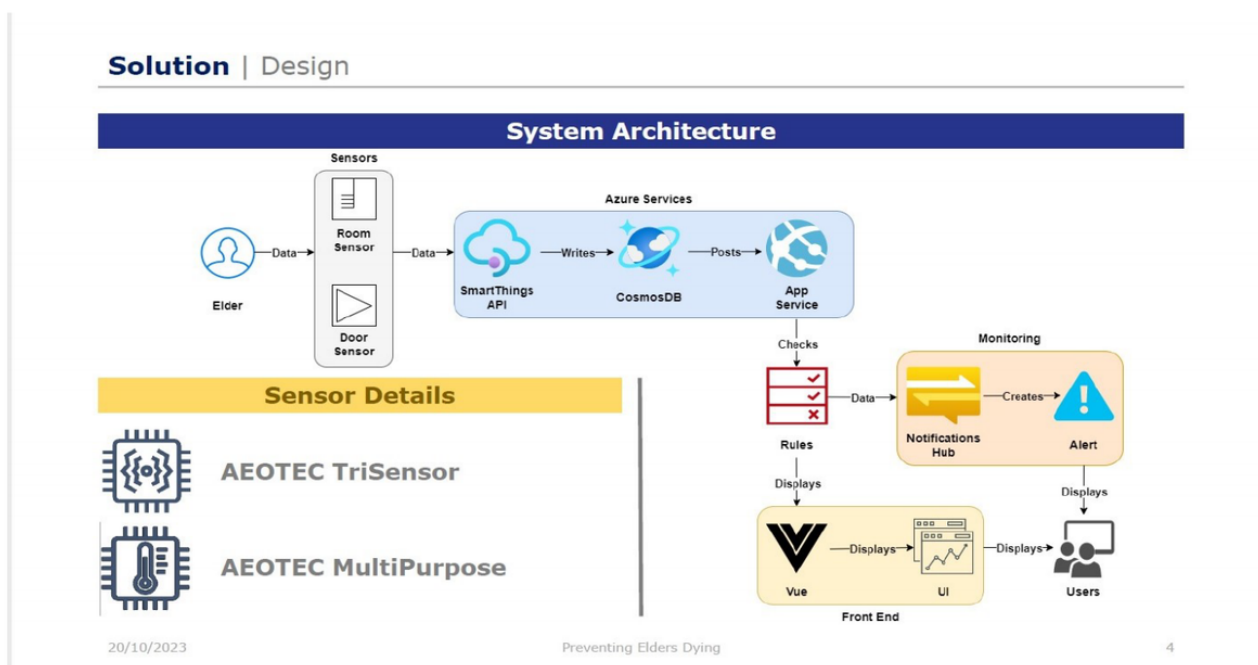 Solution | Design
System Architecture
Sensors
Room
Sensor
Door
Sensor
Elder
Data
Data
Azure Services
SmartThings
API
Writes
CosmosDB
Posts
App
Service
Checks
Rules
Data
Monitoring
Notifications
Hub
Creates
Alert
Displays
Displays
Vue
Displays
UI
Displays
Users
Front End
Sensor Details
AEOTEC TriSensor
AEOTEC MultiPurpose
20/10/2023
Preventing Elders Dying
4